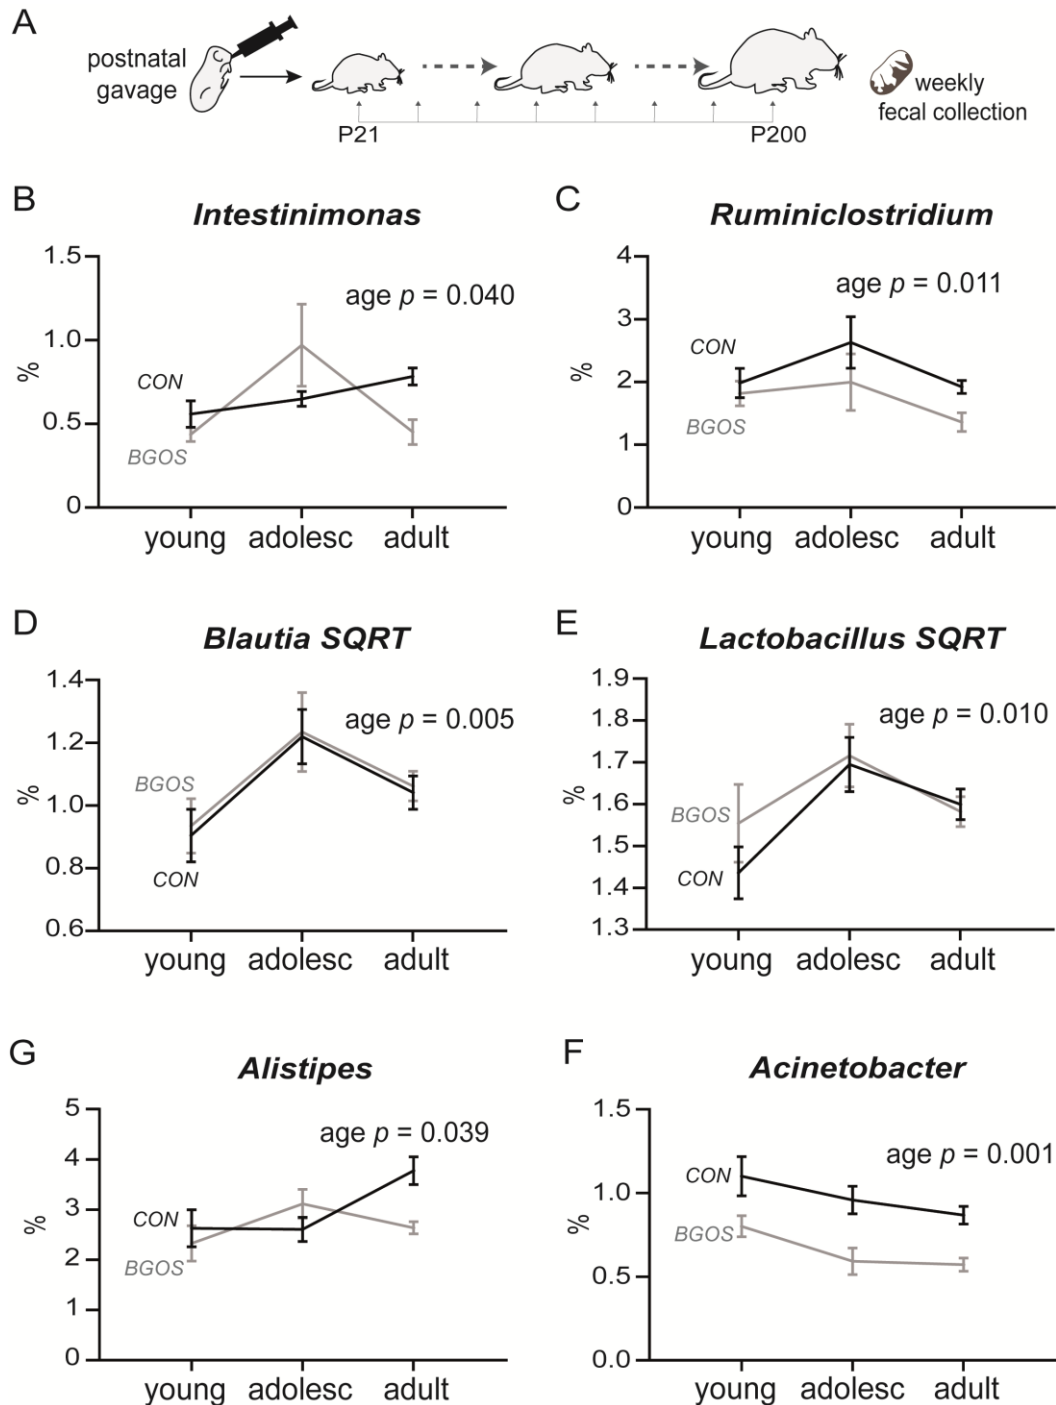 A
postnatal
gavage
P21
P200
weekly
fecal collection
B
Intestinimonas
1.5
1.0
0.5
0
%
age p = 0.040
CON
BGOS
young adolesc adult
C
Ruminiclostridium
4
3
2
1
0
%
age p = 0.011
CON
BGOS
young adolesc adult
D
Blautia SQRT
1.4
1.2
1.0
0.8
0.6
%
age p = 0.005
BGOS
CON
young adolesc adult
E
Lactobacillus SQRT
1.9
1.8
1.7
1.6
1.5
1.4
1.3
%
age p = 0.010
BGOS
CON
young adolesc adult
G
Alistipes
5
4
3
2
1
0
%
age p = 0.039
CON
BGOS
young adolesc adult
F
Acinetobacter
1.5
1.0
0.5
0.0
%
age p = 0.001
CON
BGOS
young adolesc adult